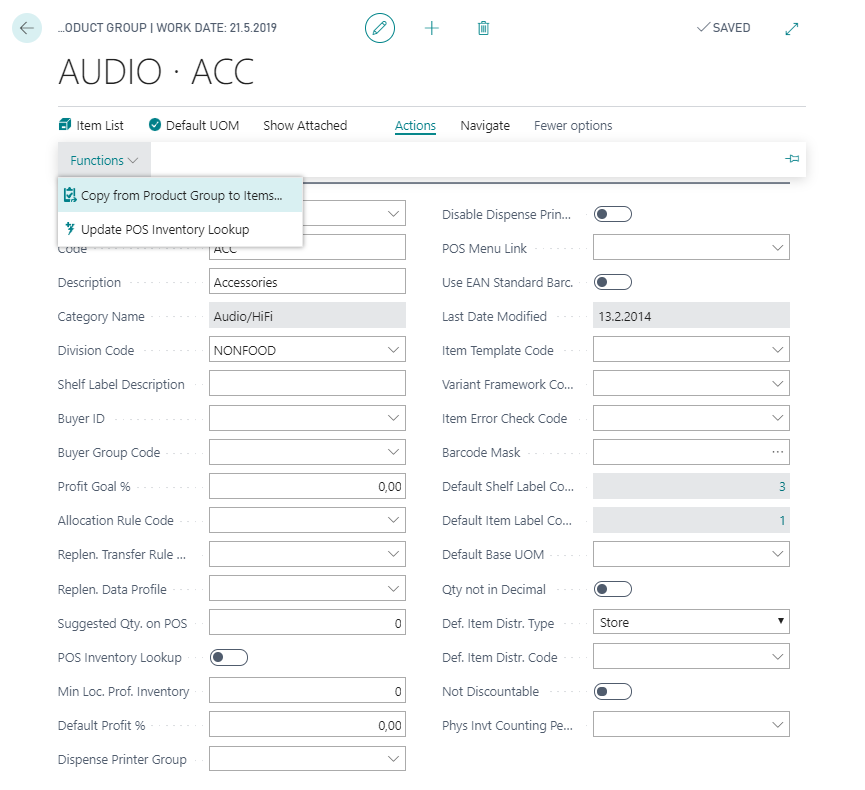 ...ODUCT GROUP | WORK DATE: 21.5.2019
SAVED
AUDIO · ACC
Item List Default UOM Show Attached Actions Navigate Fewer options
Functions
Copy from Product Group to Items...
Update POS Inventory Lookup
Code ACC
Description Accessories
Category Name Audio/HiFi
Division Code NONFOOD
Shelf Label Description
Buyer ID
Buyer Group Code
Profit Goal % 0,00
Allocation Rule Code
Replen. Transfer Rule ...
Replen. Data Profile
Suggested Qty. on POS 0
POS Inventory Lookup
Min Loc. Prof. Inventory 0
Default Profit % 0,00
Dispense Printer Group
Disable Dispense Prin...
POS Menu Link
Use EAN Standard Barc.
Last Date Modified 13.2.2014
Item Template Code
Variant Framework Co...
Item Error Check Code
Barcode Mask ...
Default Shelf Label Co... 3
Default Item Label Co... 1
Default Base UOM
Qty not in Decimal
Def. Item Distr. Type Store
Def. Item Distr. Code
Not Discountable
Phys Invt Counting Pe...